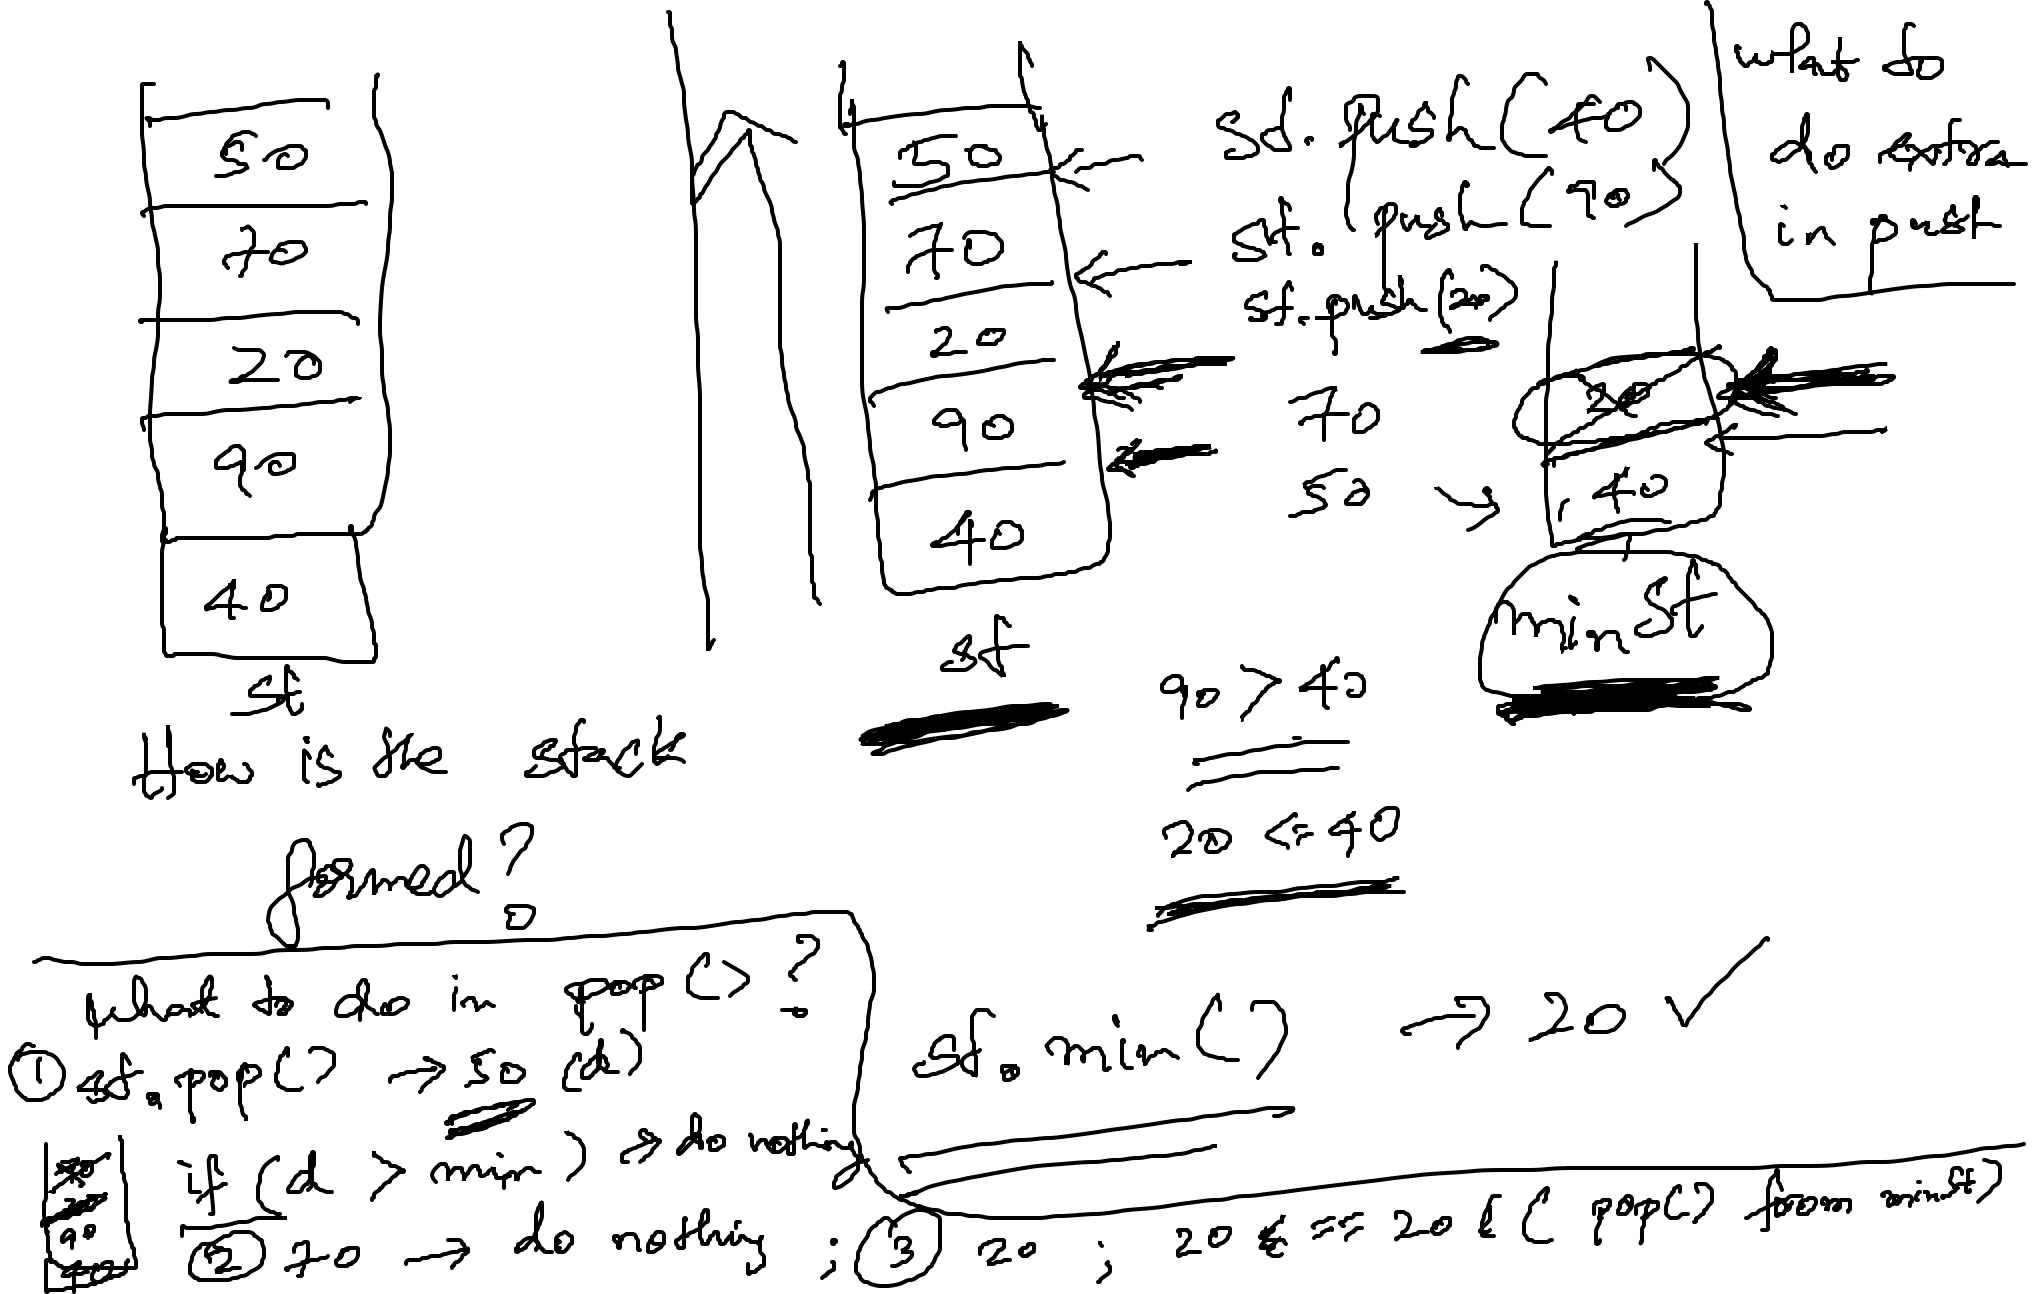 50
70
20
90
40
st
How is the stack
formed?
50
70
20
90
40
st
st.push(40)
st.push(90)
st.push(20)
70
50
what to
do extra
in push
20
40
minst
90 > 40
20 <= 40
what to do in pop()?
① st.pop() → 50 (d)
if (d > min) → do nothing
② 70 → do nothing ; ③ 20 ; 20 == 20 { ( pop() from minst)
90
40
st.min() → 20 ✓